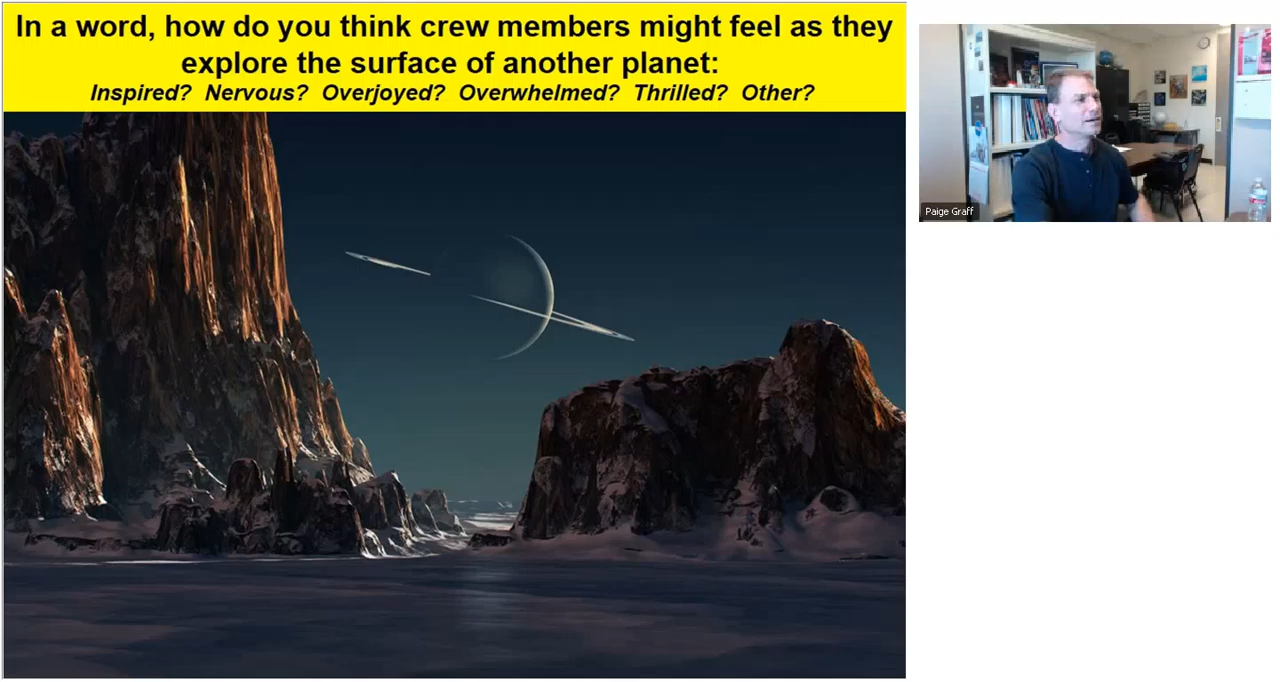 In a word, how do you think crew members might feel as they
explore the surface of another planet:
Inspired? Nervous? Overjoyed? Overwhelmed? Thrilled? Other?
Paige Graff